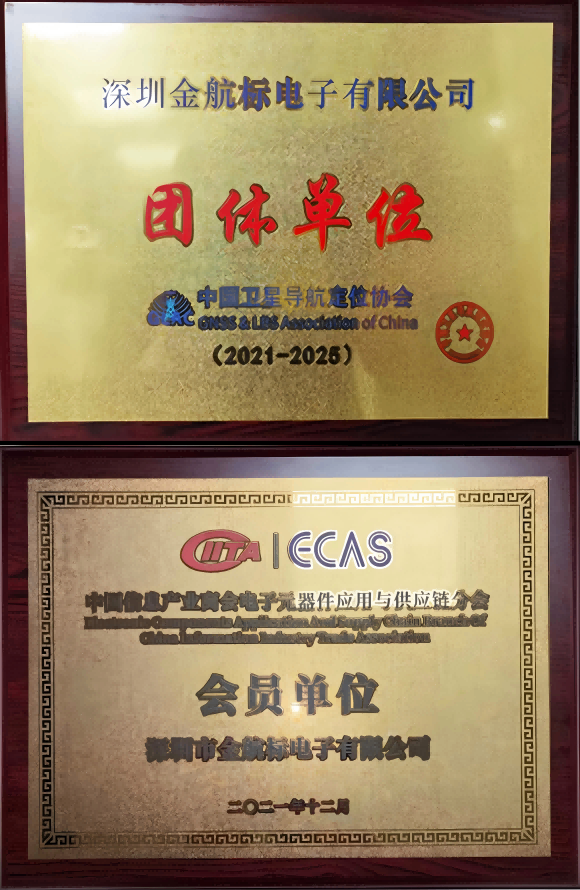 深圳金航标电子有限公司
团体单位
中国卫星导航定位协会
GNSS & LBS Association of China
(2021-2025)
CIITA | ECAS
中国信息产业商会电子元器件应用与供应链分会
Electronic Components Application And Supply Chain Branch Of
China Information Industry Trade Association
会员单位
深圳市金航标电子有限公司
二〇二一年十二月